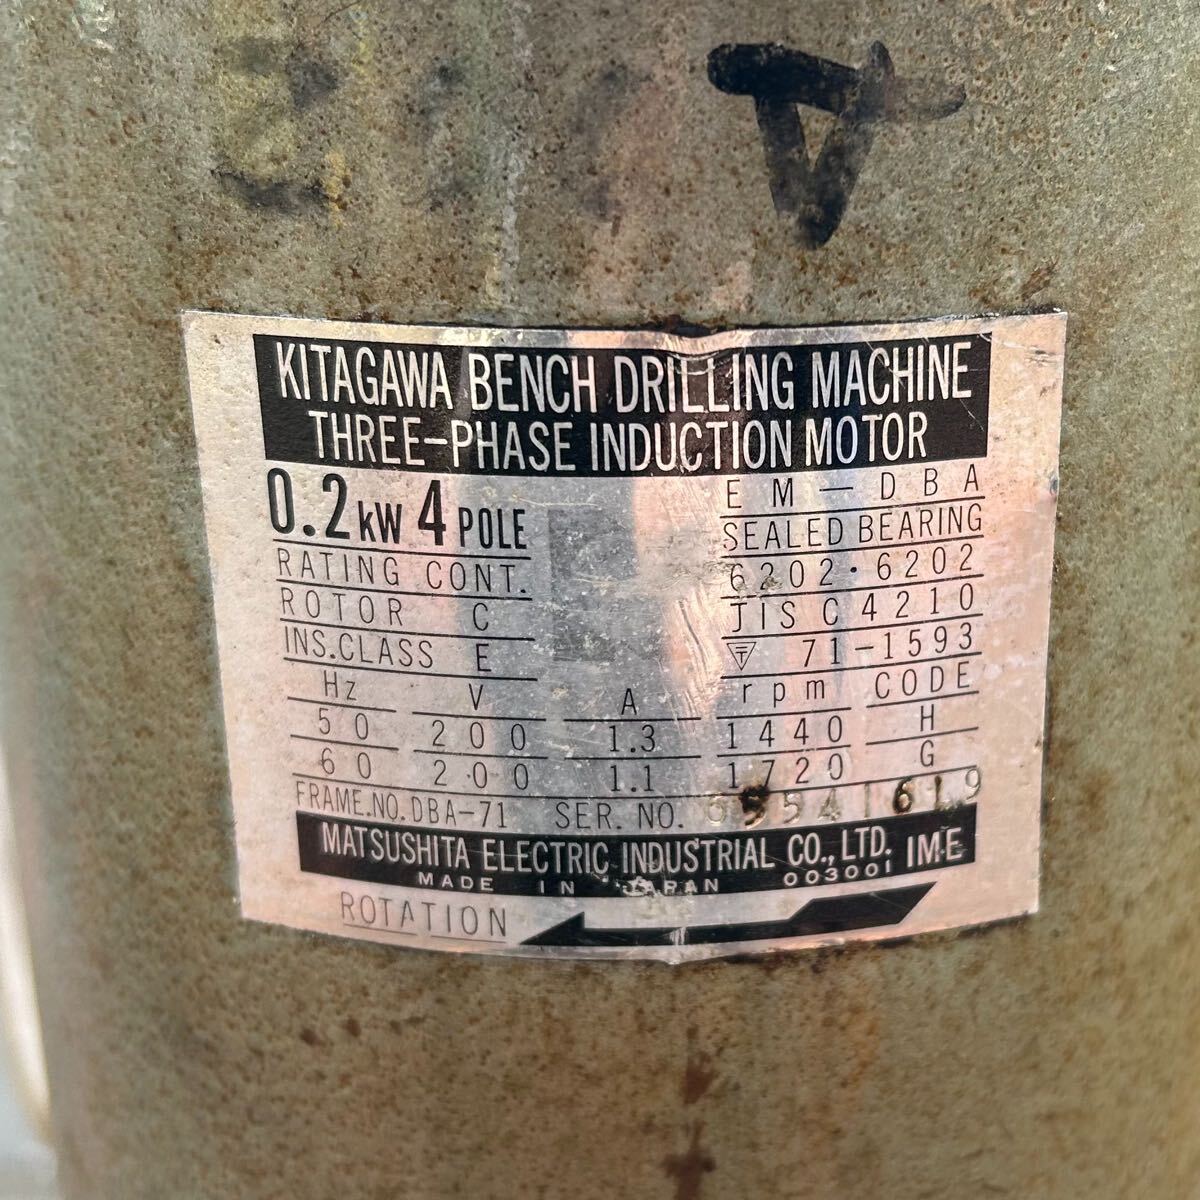 KITAGAWA BENCH DRILLING MACHINE
THREE-PHASE INDUCTION MOTOR
0.2 kW 4 POLE
EM-DBA
SEALED BEARING
RATING CONT.
6202·6202
ROTOR C
JIS C 4210
INS.CLASS E
71-1593
Hz V A rpm CODE
50 200 1.3 1440 H
60 200 1.1 1720 G
FRAME.NO.DBA-71 SER. NO.
MATSUSHITA ELECTRIC INDUSTRIAL CO.,LTD. IME
MADE IN JAPAN 003001
ROTATION